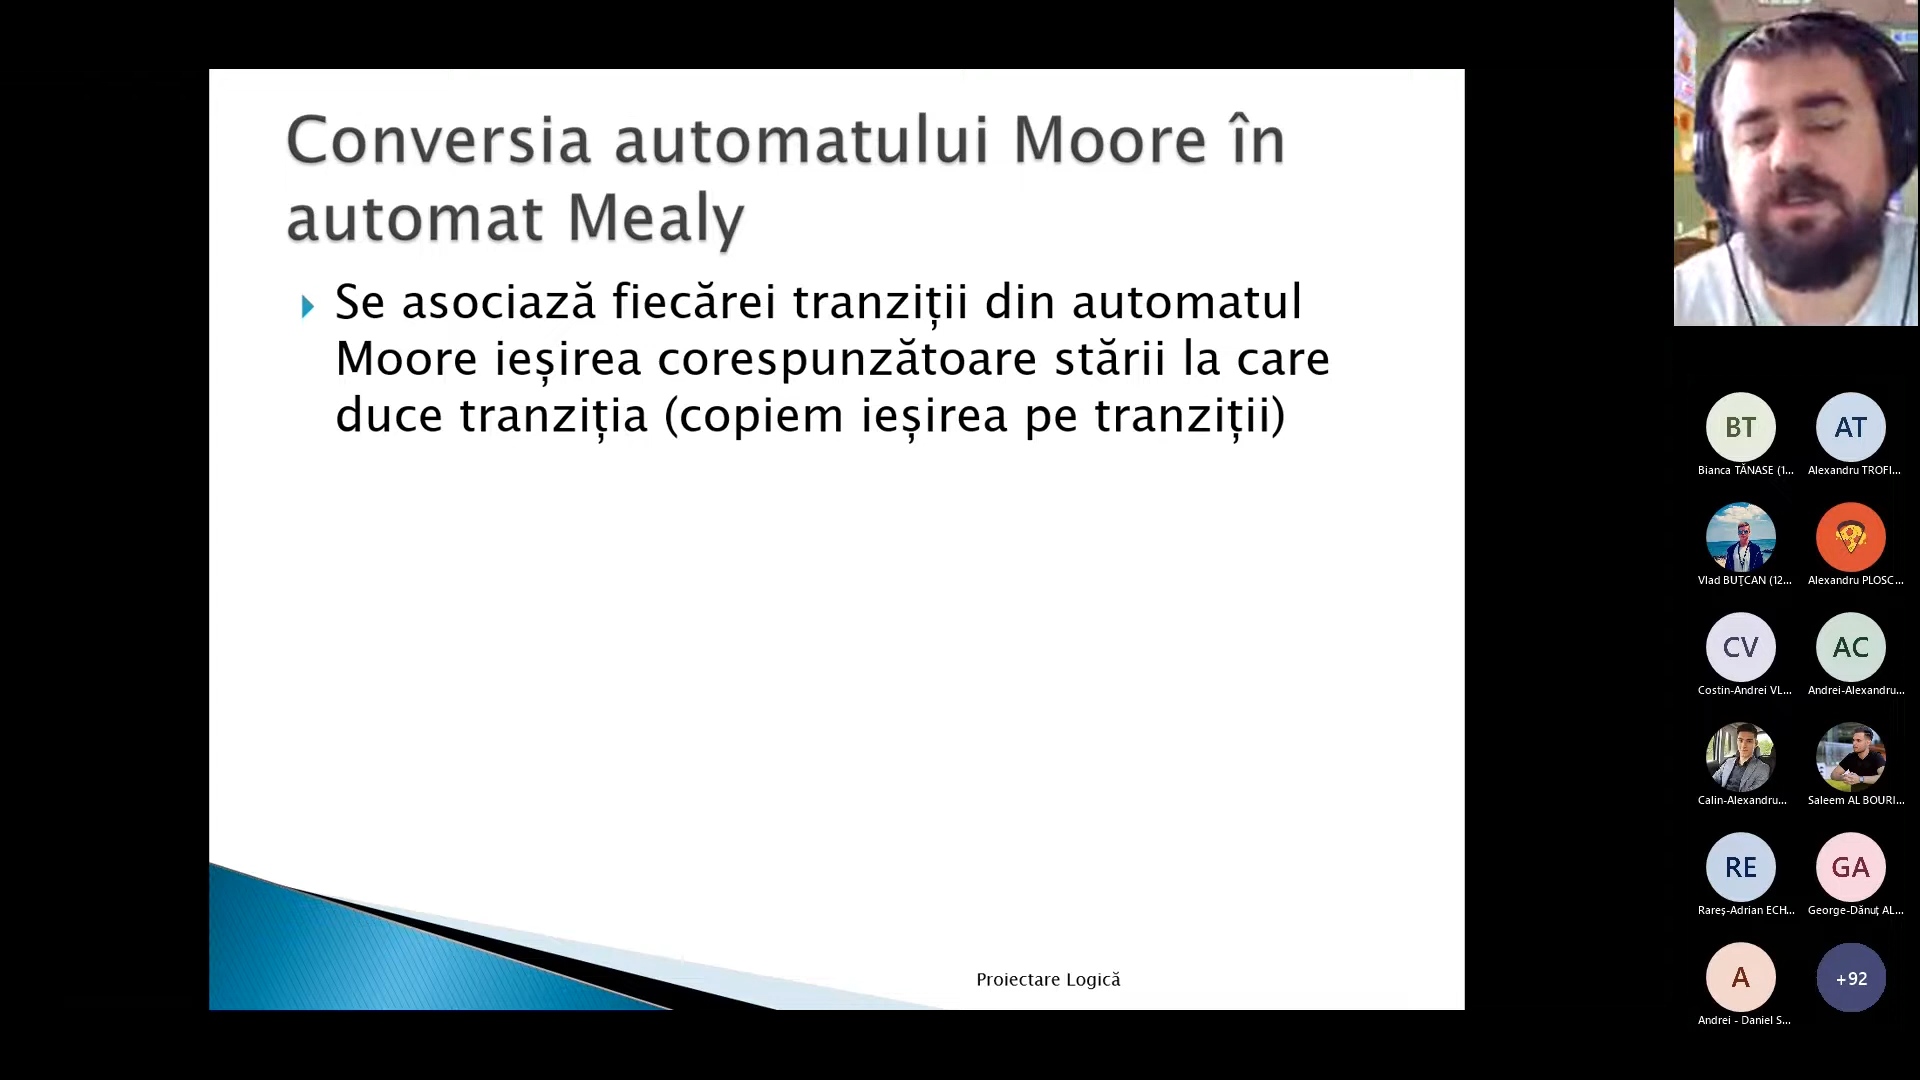 Conversia automatului Moore în
automat Mealy
Se asociază fiecărei tranziții din automatul
Moore ieșirea corespunzătoare stării la care
duce tranziția (copiem ieșirea pe tranziții)
Proiectare Logică
BT
AT
Bianca TĂNASE (1...
Alexandru TROFI...
Vlad BUȚCAN (12...
Alexandru PLOSC...
CV
AC
Costin-Andrei VL...
Andrei-Alexandru...
Calin-Alexandru...
Saleem AL BOURI...
RE
GA
Rareș-Adrian ECH...
George-Dănuț AL...
A
+92
Andrei - Daniel S...